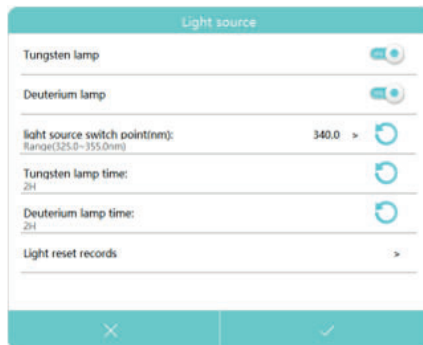 Light source
Tungsten lamp
Deuterium lamp
light source switch point(nm): 340.0 >
Range(325.0~355.0nm)
Tungsten lamp time:
2H
Deuterium lamp time:
2H
Light reset records >